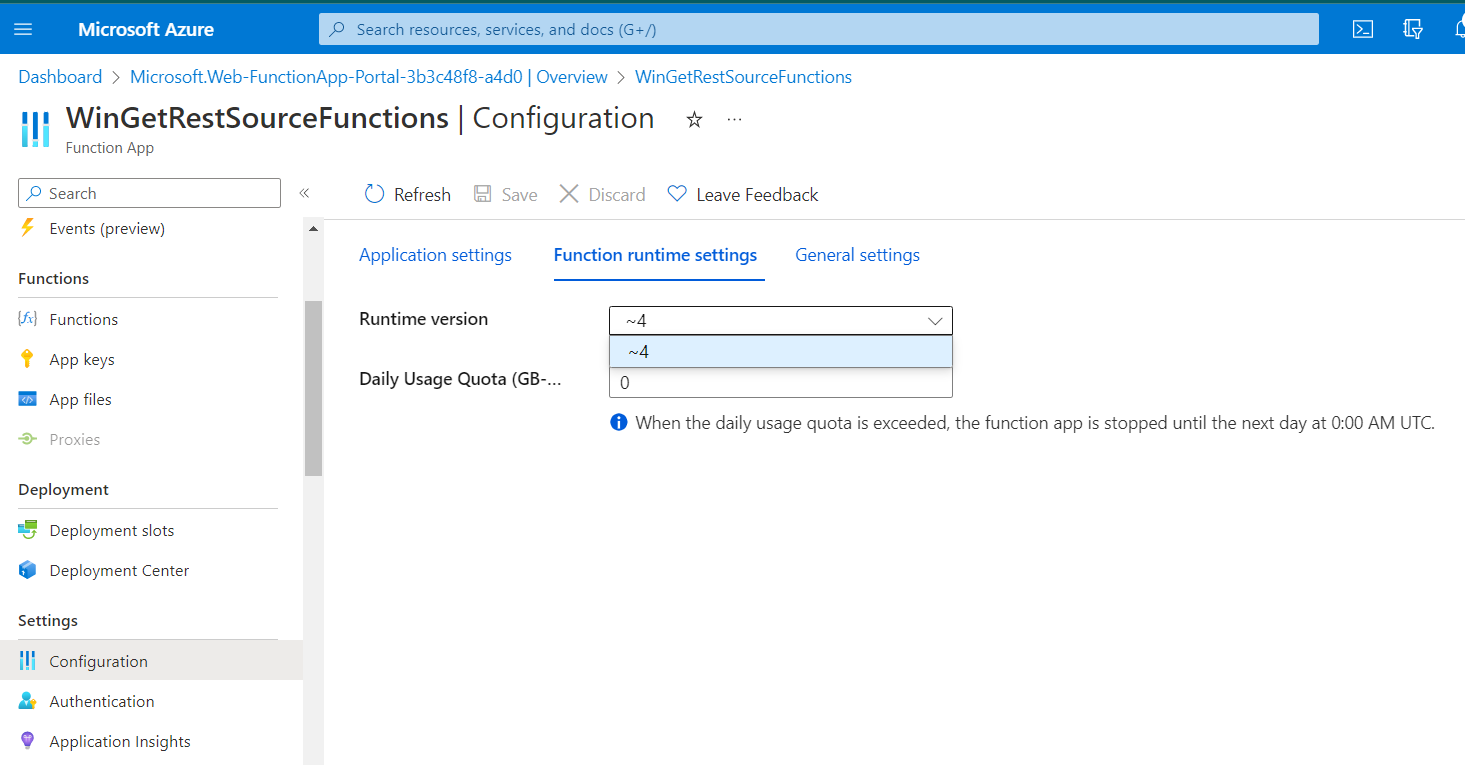 Microsoft Azure
Search resources, services, and docs (G+/)
Dashboard > Microsoft.Web-FunctionApp-Portal-3b3c48f8-a4d0 | Overview > WinGetRestSourceFunctions
WinGetRestSourceFunctions | Configuration
Function App
Search
«
Refresh
Save
Discard
Leave Feedback
Events (preview)
Functions
Functions
App keys
App files
Proxies
Deployment
Deployment slots
Deployment Center
Settings
Configuration
Authentication
Application Insights
Application settings
Function runtime settings
General settings
Runtime version
~4
~4
Daily Usage Quota (GB-...
0
When the daily usage quota is exceeded, the function app is stopped until the next day at 0:00 AM UTC.